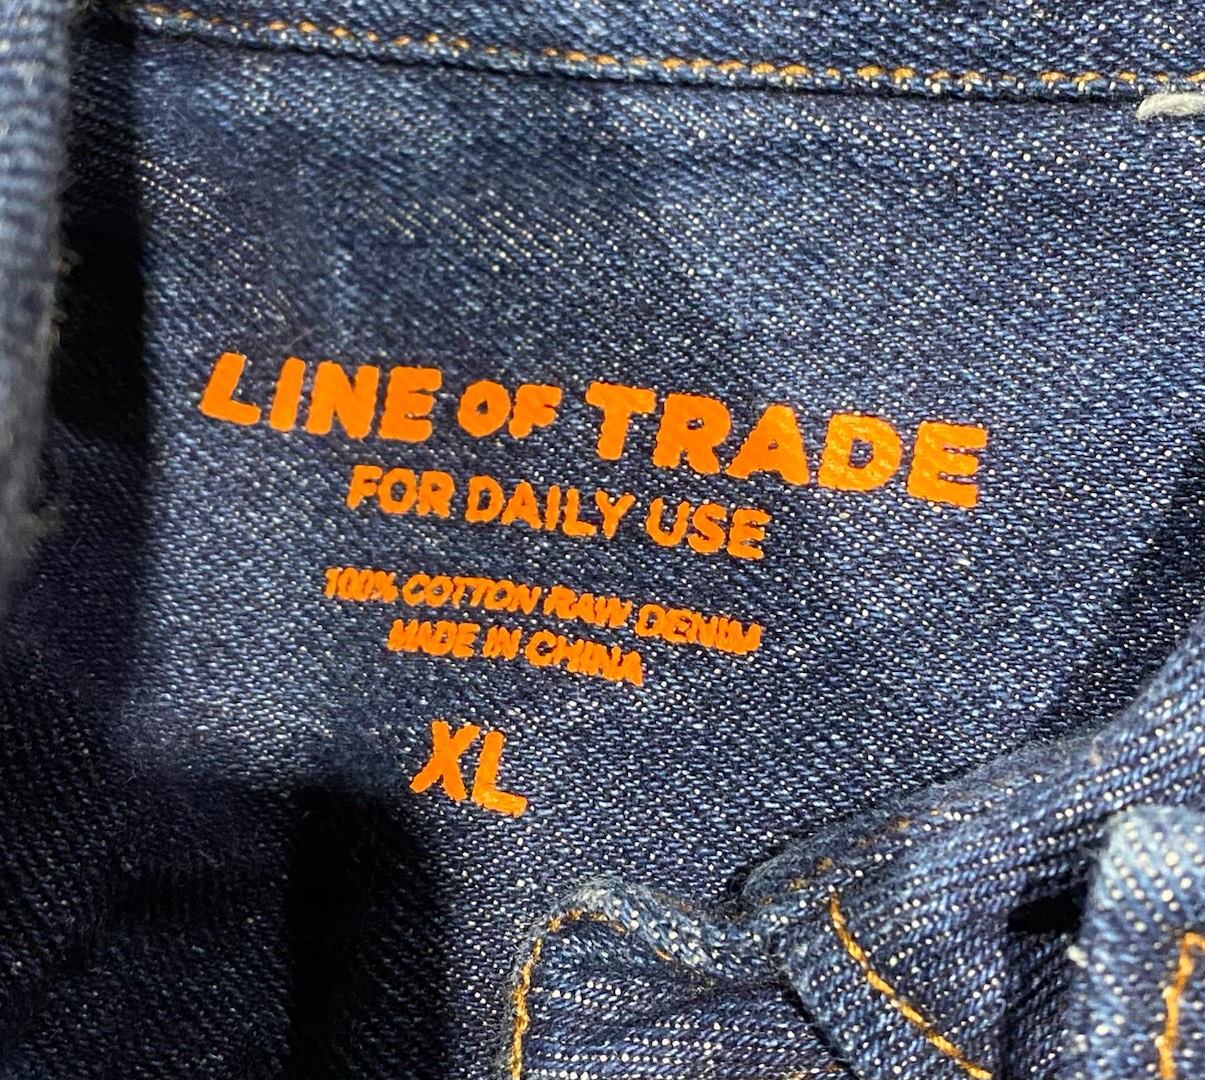 LINE OF TRADE
FOR DAILY USE
100% COTTON RAW DENIM
MADE IN CHINA
XL